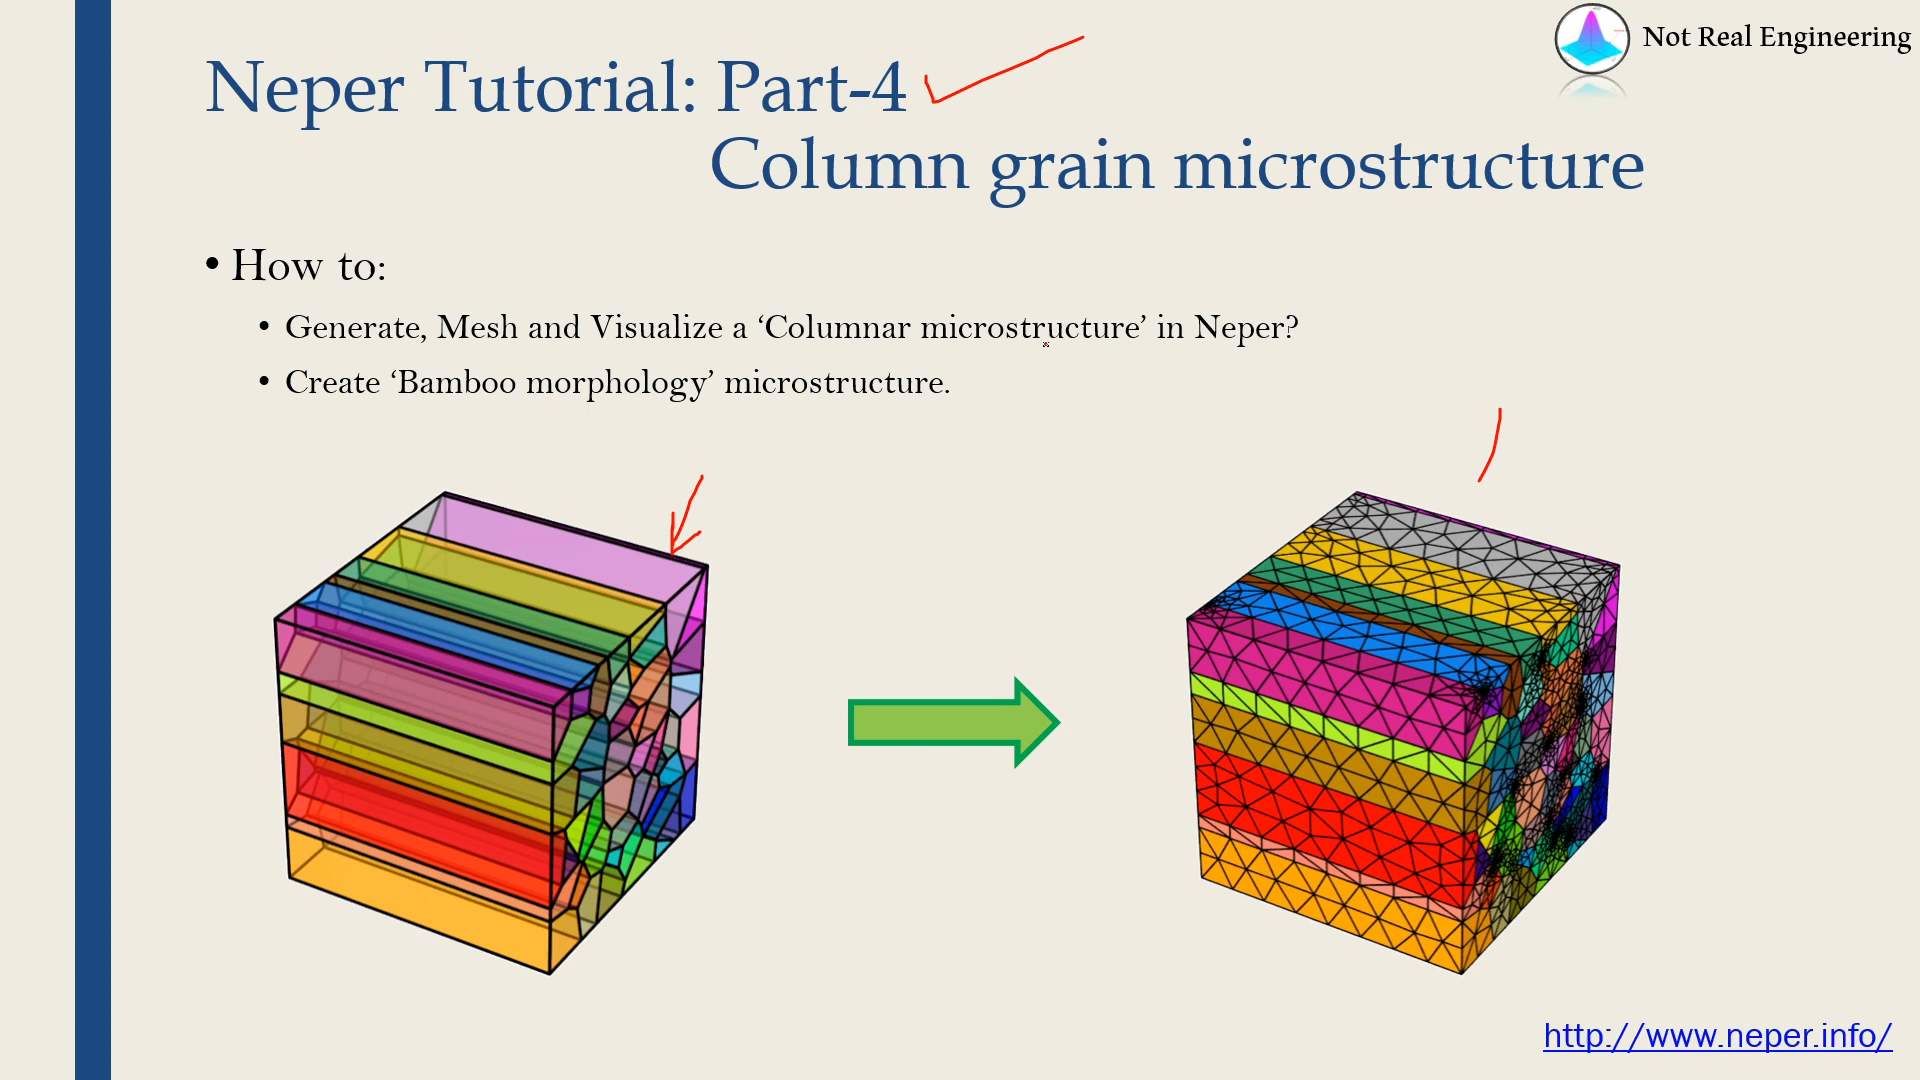 Not Real Engineering
Neper Tutorial: Part-4
Column grain microstructure
• How to:
• Generate, Mesh and Visualize a ‘Columnar microstructure’ in Neper?
• Create ‘Bamboo morphology’ microstructure.
http://www.neper.info/